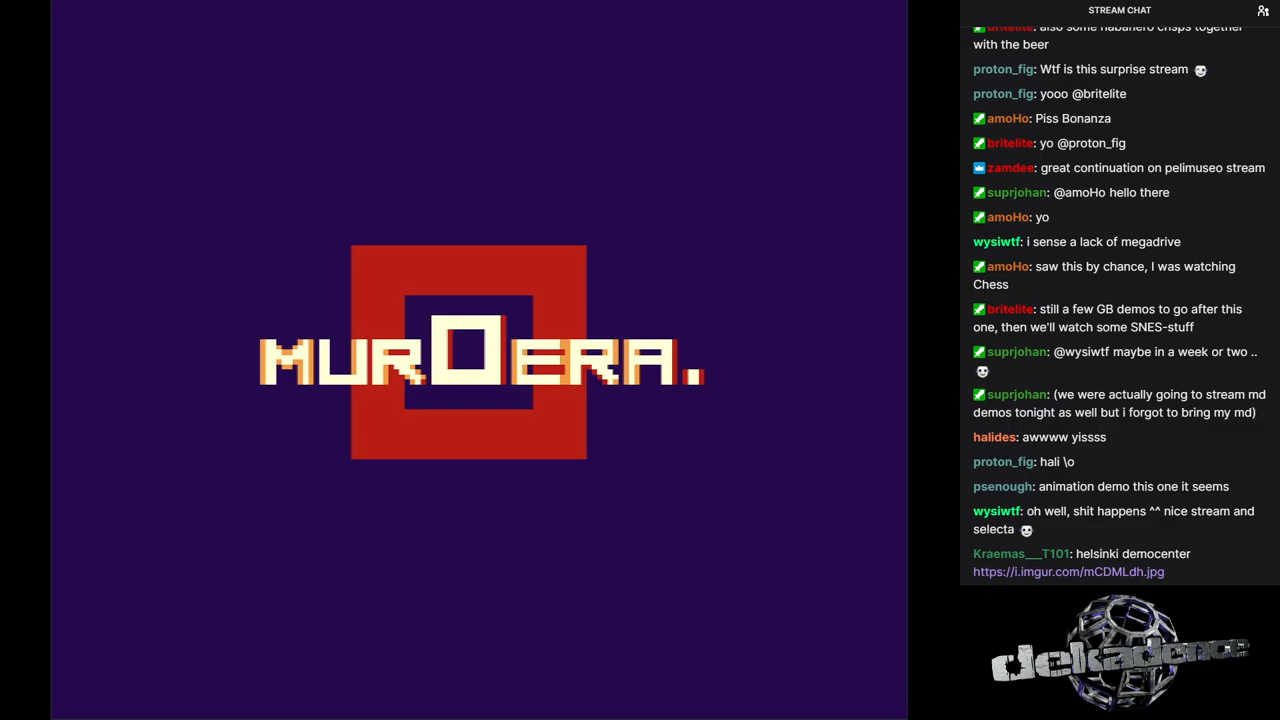 MURDERA.
STREAM CHAT
britelite: also some habanero crisps together
with the beer
proton_fig: Wtf is this surprise stream
proton_fig: yooo @britelite
amoHo: Piss Bonanza
britelite: yo @proton_fig
zamdee: great continuation on pelimuseo stream
suprjohan: @amoHo hello there
amoHo: yo
wysiwtf: i sense a lack of megadrive
amoHo: saw this by chance, I was watching
Chess
britelite: still a few GB demos to go after this
one, then we'll watch some SNES-stuff
suprjohan: @wysiwtf maybe in a week or two ..
suprjohan: (we were actually going to stream md
demos tonight as well but i forgot to bring my md)
halides: awwww yissss
proton_fig: hali \o
psenough: animation demo this one it seems
wysiwtf: oh well, shit happens ^^ nice stream and
selecta
Kraemas___T101: helsinki democenter
https://i.imgur.com/mCDMLdh.jpg
dekadence